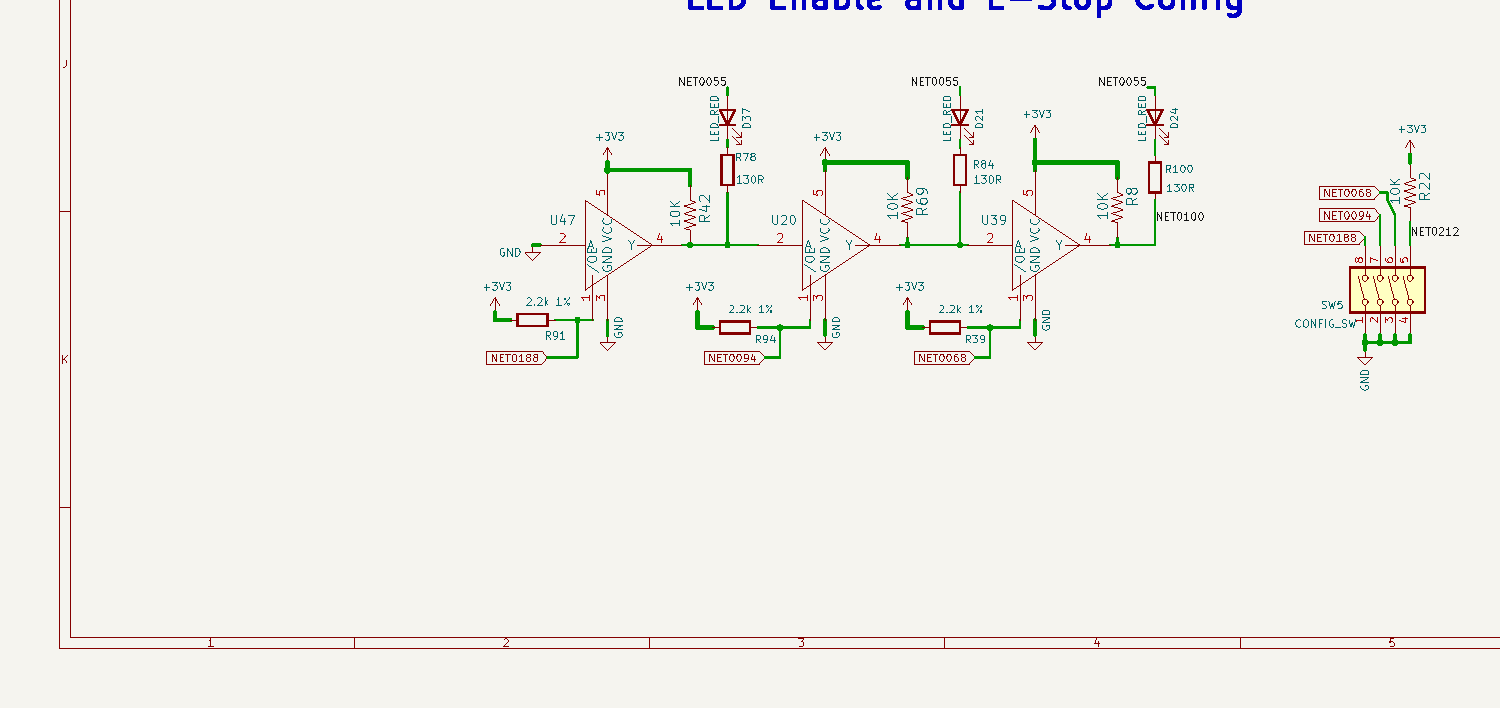 LED Enable and E-Stop Config
J
NET0055
NET0055
NET0055
LED_RED
D37
LED_RED
D21
LED_RED
D24
+3V3
+3V3
+3V3
+3V3
R78
130R
R84
130R
R100
130R
5
10K
R42
5
10K
R69
5
10K
R8
NET0068
10K
R22
NET0094
NET0188
NET0212
NET0100
U47
2
A
/OE
GND
VCC
Y
4
U20
2
A
/OE
GND
VCC
Y
4
U39
2
A
/OE
GND
VCC
Y
4
GND
8
7
6
5
+3V3
2.2k 1%
R91
1
3
GND
NET0188
+3V3
2.2k 1%
R94
1
3
GND
NET0094
+3V3
2.2k 1%
R39
1
3
GND
NET0068
SW5
CONFIG_SW
1
2
3
4
GND
K
1
2
3
4
5